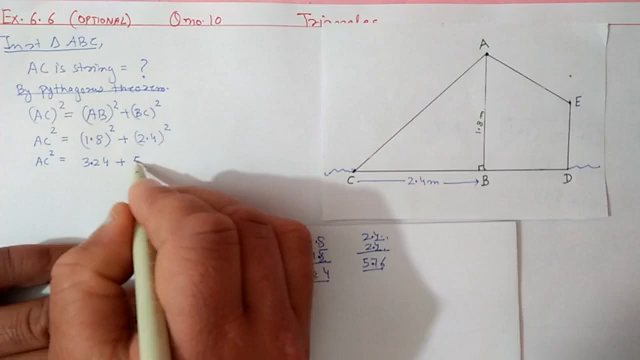 Ex. 6.6 (OPTIONAL) Q no. 10 Triangles
In rt Δ ABC,
AC is string = ?
By pythagorus theorem.
(AC)² = (AB)² + (BC)²
AC² = (1.8)² + (2.4)²
AC² = 3.24 + 5
A
E
1.8
C
2.4m
B
D
2.4
2.4
5.76